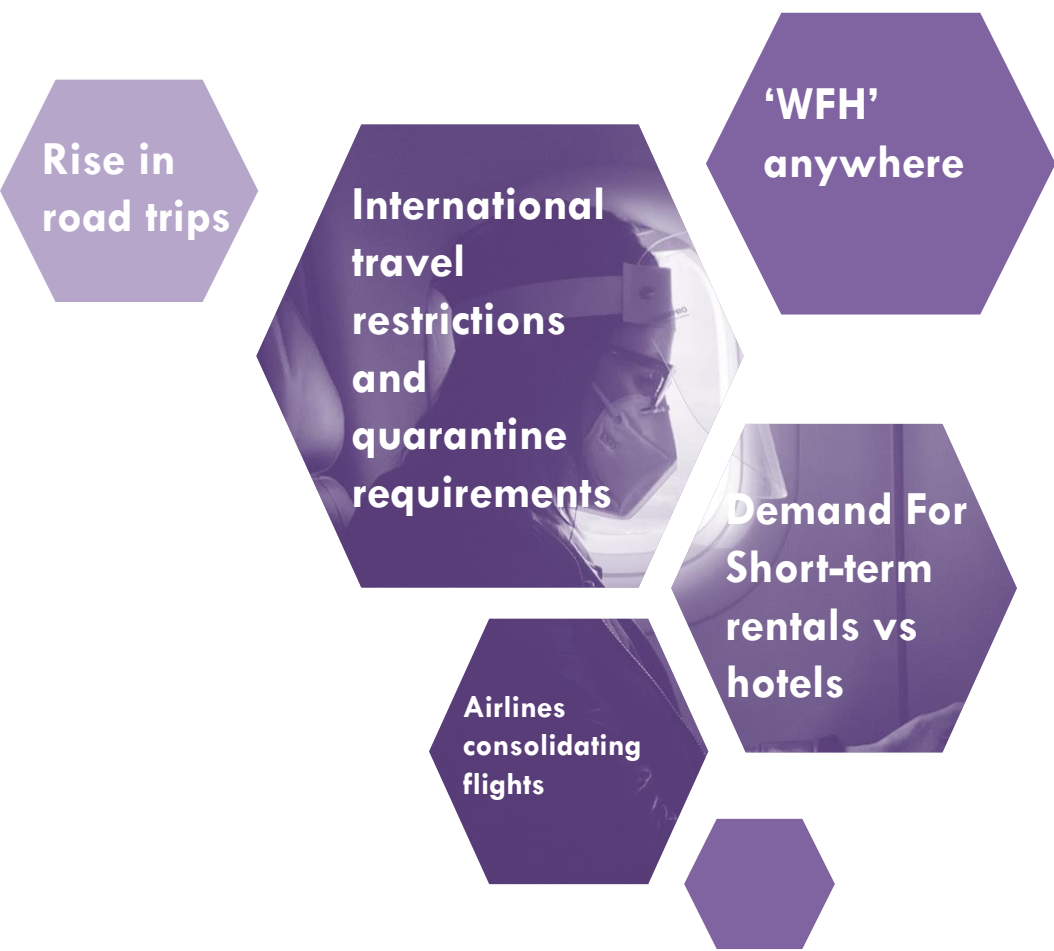 Rise in
road trips
International
travel
restrictions
and
quarantine
requirements
‘WFH’
anywhere
Demand For
Short-term
rentals vs
hotels
Airlines
consolidating
flights